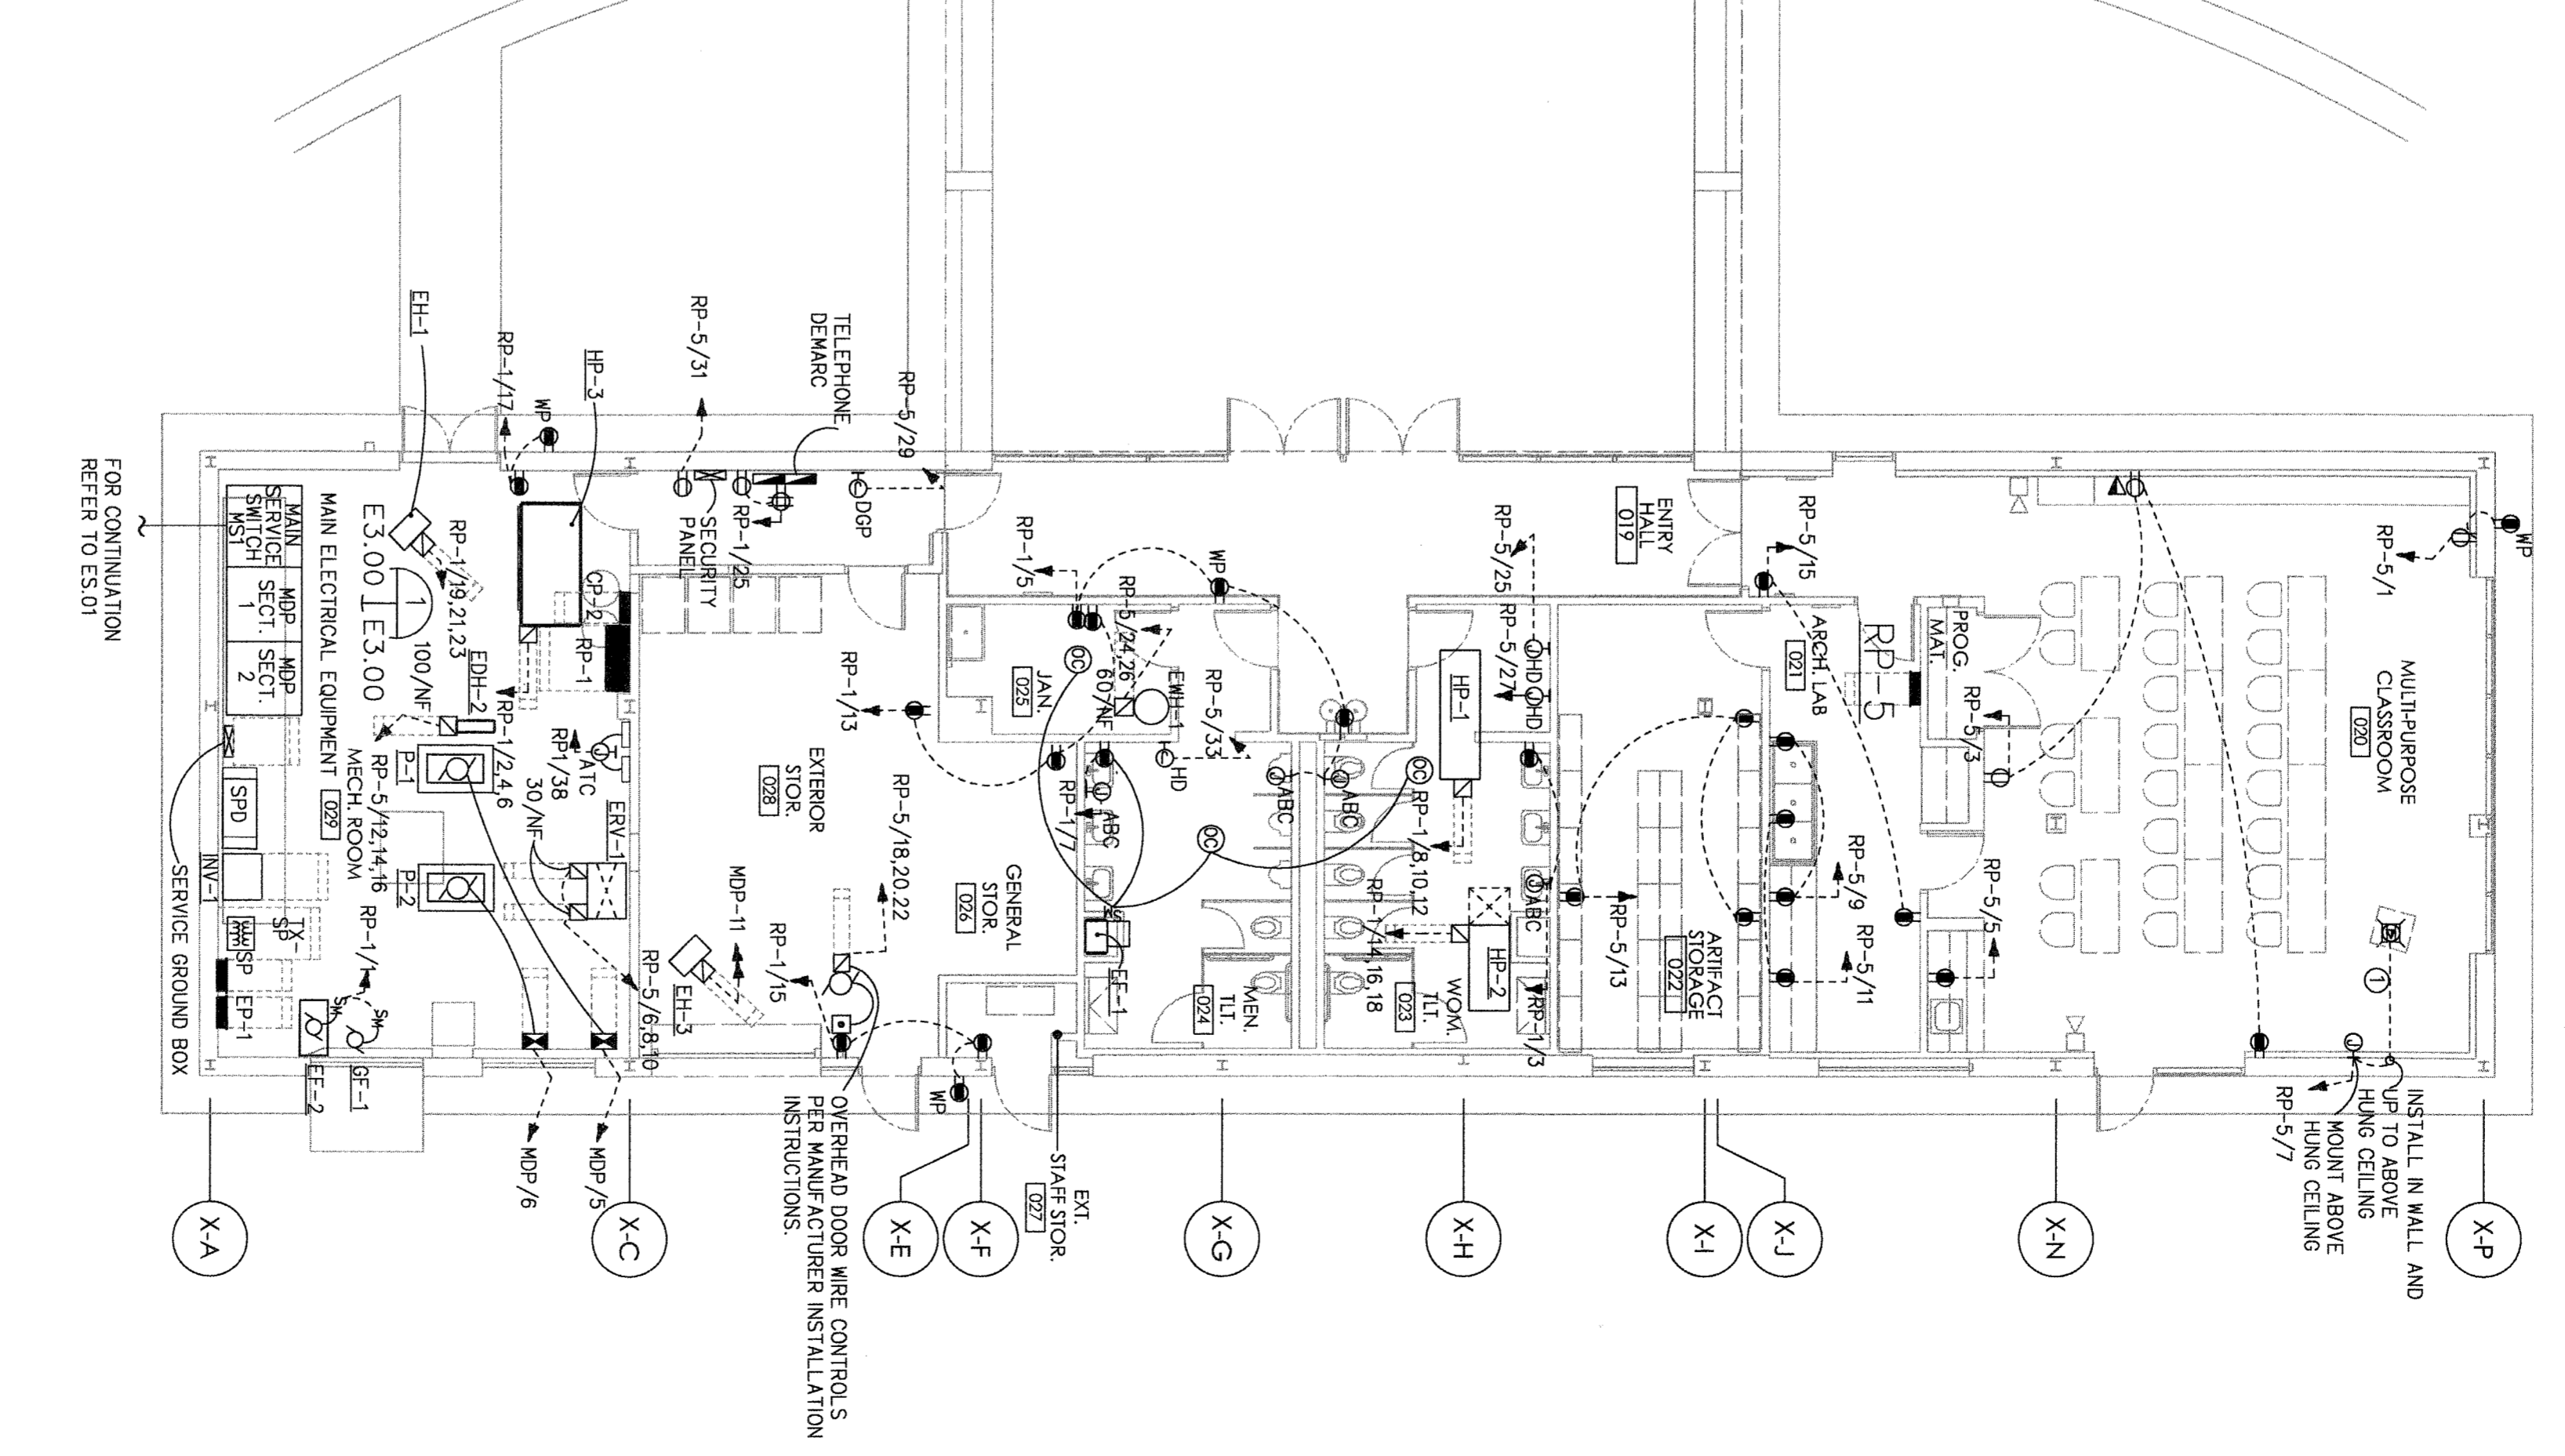 FOR CONTINUATION
REFER TO ES.01
EH-1
RP-1/17
WP
HP-3
RP-5/31
TELEPHONE
DEMARC
RP-5/29
DGP
SECURITY
PANEL
RP-1/25
MAIN
SERVICE
SWITCH
MS1
MDP
SECT.
1
MDP
SECT.
2
MAIN ELECTRICAL EQUIPMENT
029
MECH. ROOM
E3.00
1
E3.00
RP-1/19,21,23
100/NF
EDH-2
CP-2
RP-1
RP-1/2,4,6
ATC
RP1/38
30/NF
ERV-1
P-1
RP-5/12,14,16
P-2
RP-1/1
SPD
INV-1
TX-
SP
SP
EP-1
SM
SM
EF-2
GF-1
SERVICE GROUND BOX
RP-5/6,8,10
EH-3
MDP-11
RP-1/15
MDP/6
MDP/5
EXTERIOR
STOR.
028
RP-1/13
RP-5/18,20,22
GENERAL
STOR.
026
WP
OVERHEAD DOOR WIRE CONTROLS
PER MANUFACTURER INSTALLATION
INSTRUCTIONS.
EXT.
STAFF STOR.
027
RP-1/5
JAN.
025
OC
RP-5/24,26
60/NF
EWH-1
WP
RP-5/33
HD
RP-1/7
J
ABC
OC
EF-1
MEN.
TLT.
024
J
ABC
J
ABC
OC
RP-1/8,10,12
RP-1/14,16,18
WOM.
TLT.
023
HP-1
HP-2
RP-5/25
RP-5/27
J
HD
J
HD
J
ABC
RP-1/3
ENTRY
HALL
019
RP-5/13
ARTIFACT
STORAGE
022
RP-5/15
ARCH. LAB
021
RP-5
RP-5/9
RP-5/11
PROG.
MAT.
RP-5/3
RP-5/5
MULTI-PURPOSE
CLASSROOM
020
RP-5/1
WP
1
J
RP-5/7
INSTALL IN WALL AND
UP TO ABOVE
HUNG CEILING
MOUNT ABOVE
HUNG CEILING
X-A
X-C
X-E
X-F
X-G
X-H
X-I
X-J
X-N
X-P